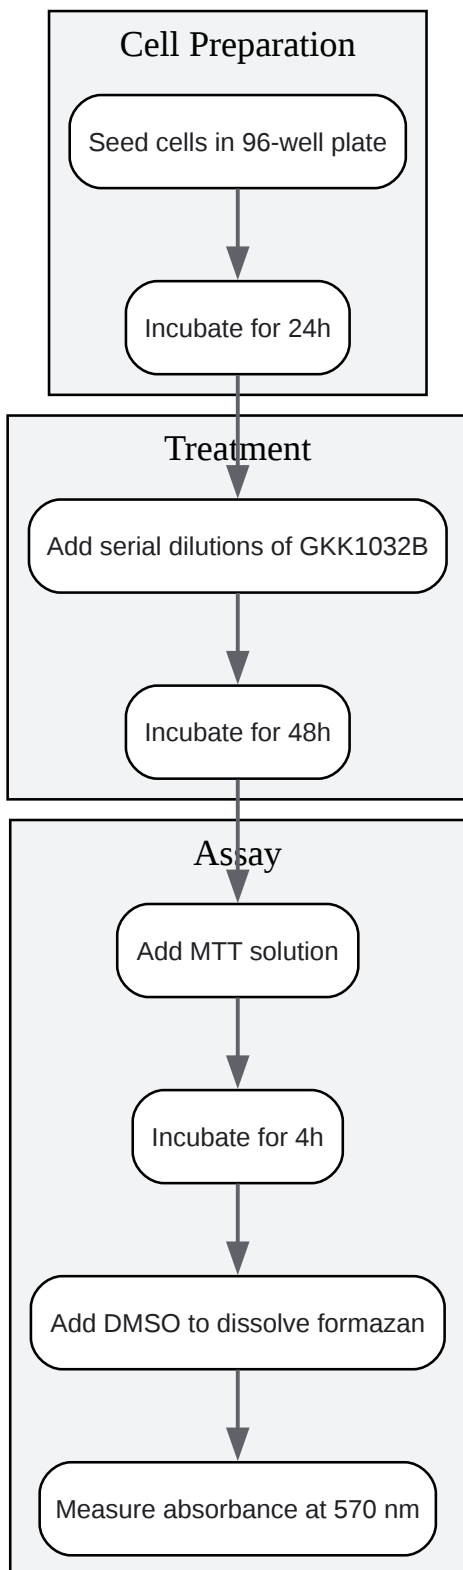 Cell Preparation
Seed cells in 96-well plate
Incubate for 24h
Treatment
Add serial dilutions of GKK1032B
Incubate for 48h
Assay
Add MTT solution
Incubate for 4h
Add DMSO to dissolve formazan
Measure absorbance at 570 nm